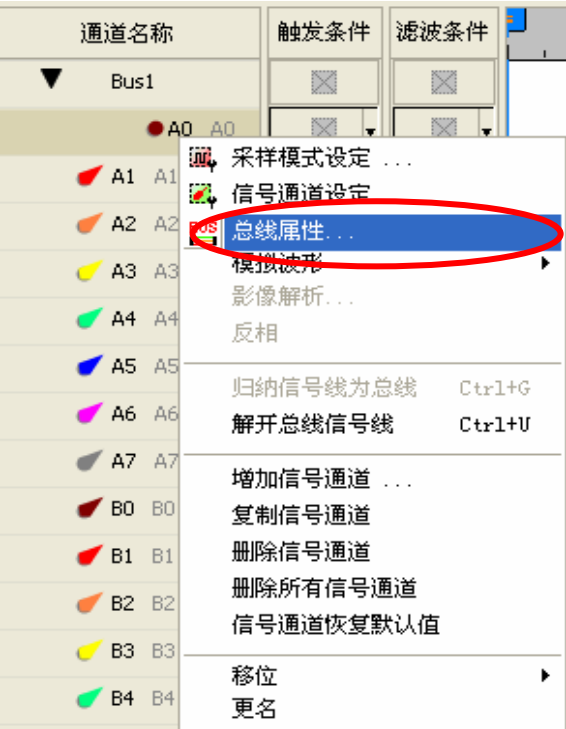 通道名称 触发条件 滤波条件
Bus1
A0 A0
采样模式设定 ...
A1 A1
信号通道设定
A2 A2
BUS 总线属性...
模拟波形
A3 A3
影像解析...
A4 A4
反相
A5 A5
归纳信号线为总线 Ctrl+G
A6 A6
解开总线信号线 Ctrl+U
A7 A7
增加信号通道 ...
B0 B0
复制信号通道
B1 B1
删除信号通道
删除所有信号通道
B2 B2
信号通道恢复默认值
B3 B3
移位
B4 B4
更名